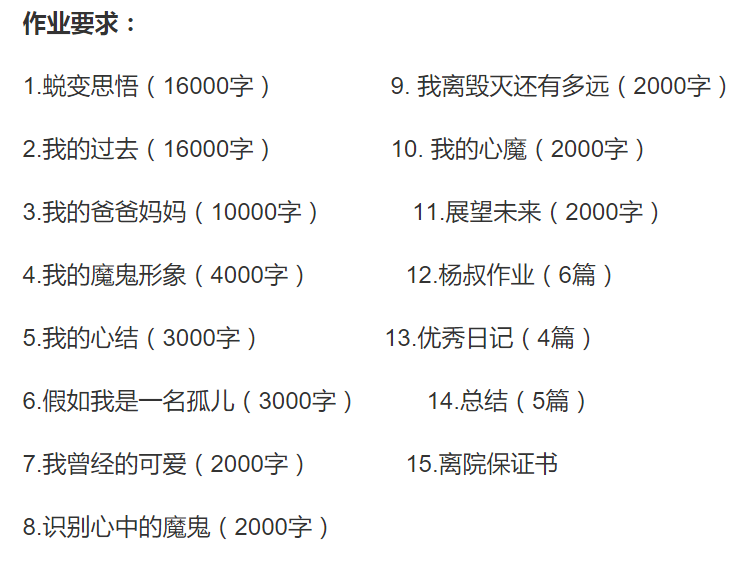 作业要求：
1.蜕变思悟（16000字） 9. 我离毁灭还有多远（2000字）
2.我的过去（16000字） 10. 我的心魔（2000字）
3.我的爸爸妈妈（10000字） 11.展望未来（2000字）
4.我的魔鬼形象（4000字） 12.杨叔作业（6篇）
5.我的心结（3000字） 13.优秀日记（4篇）
6.假如我是一名孤儿（3000字） 14.总结（5篇）
7.我曾经的可爱（2000字） 15.离院保证书
8.识别心中的魔鬼（2000字）